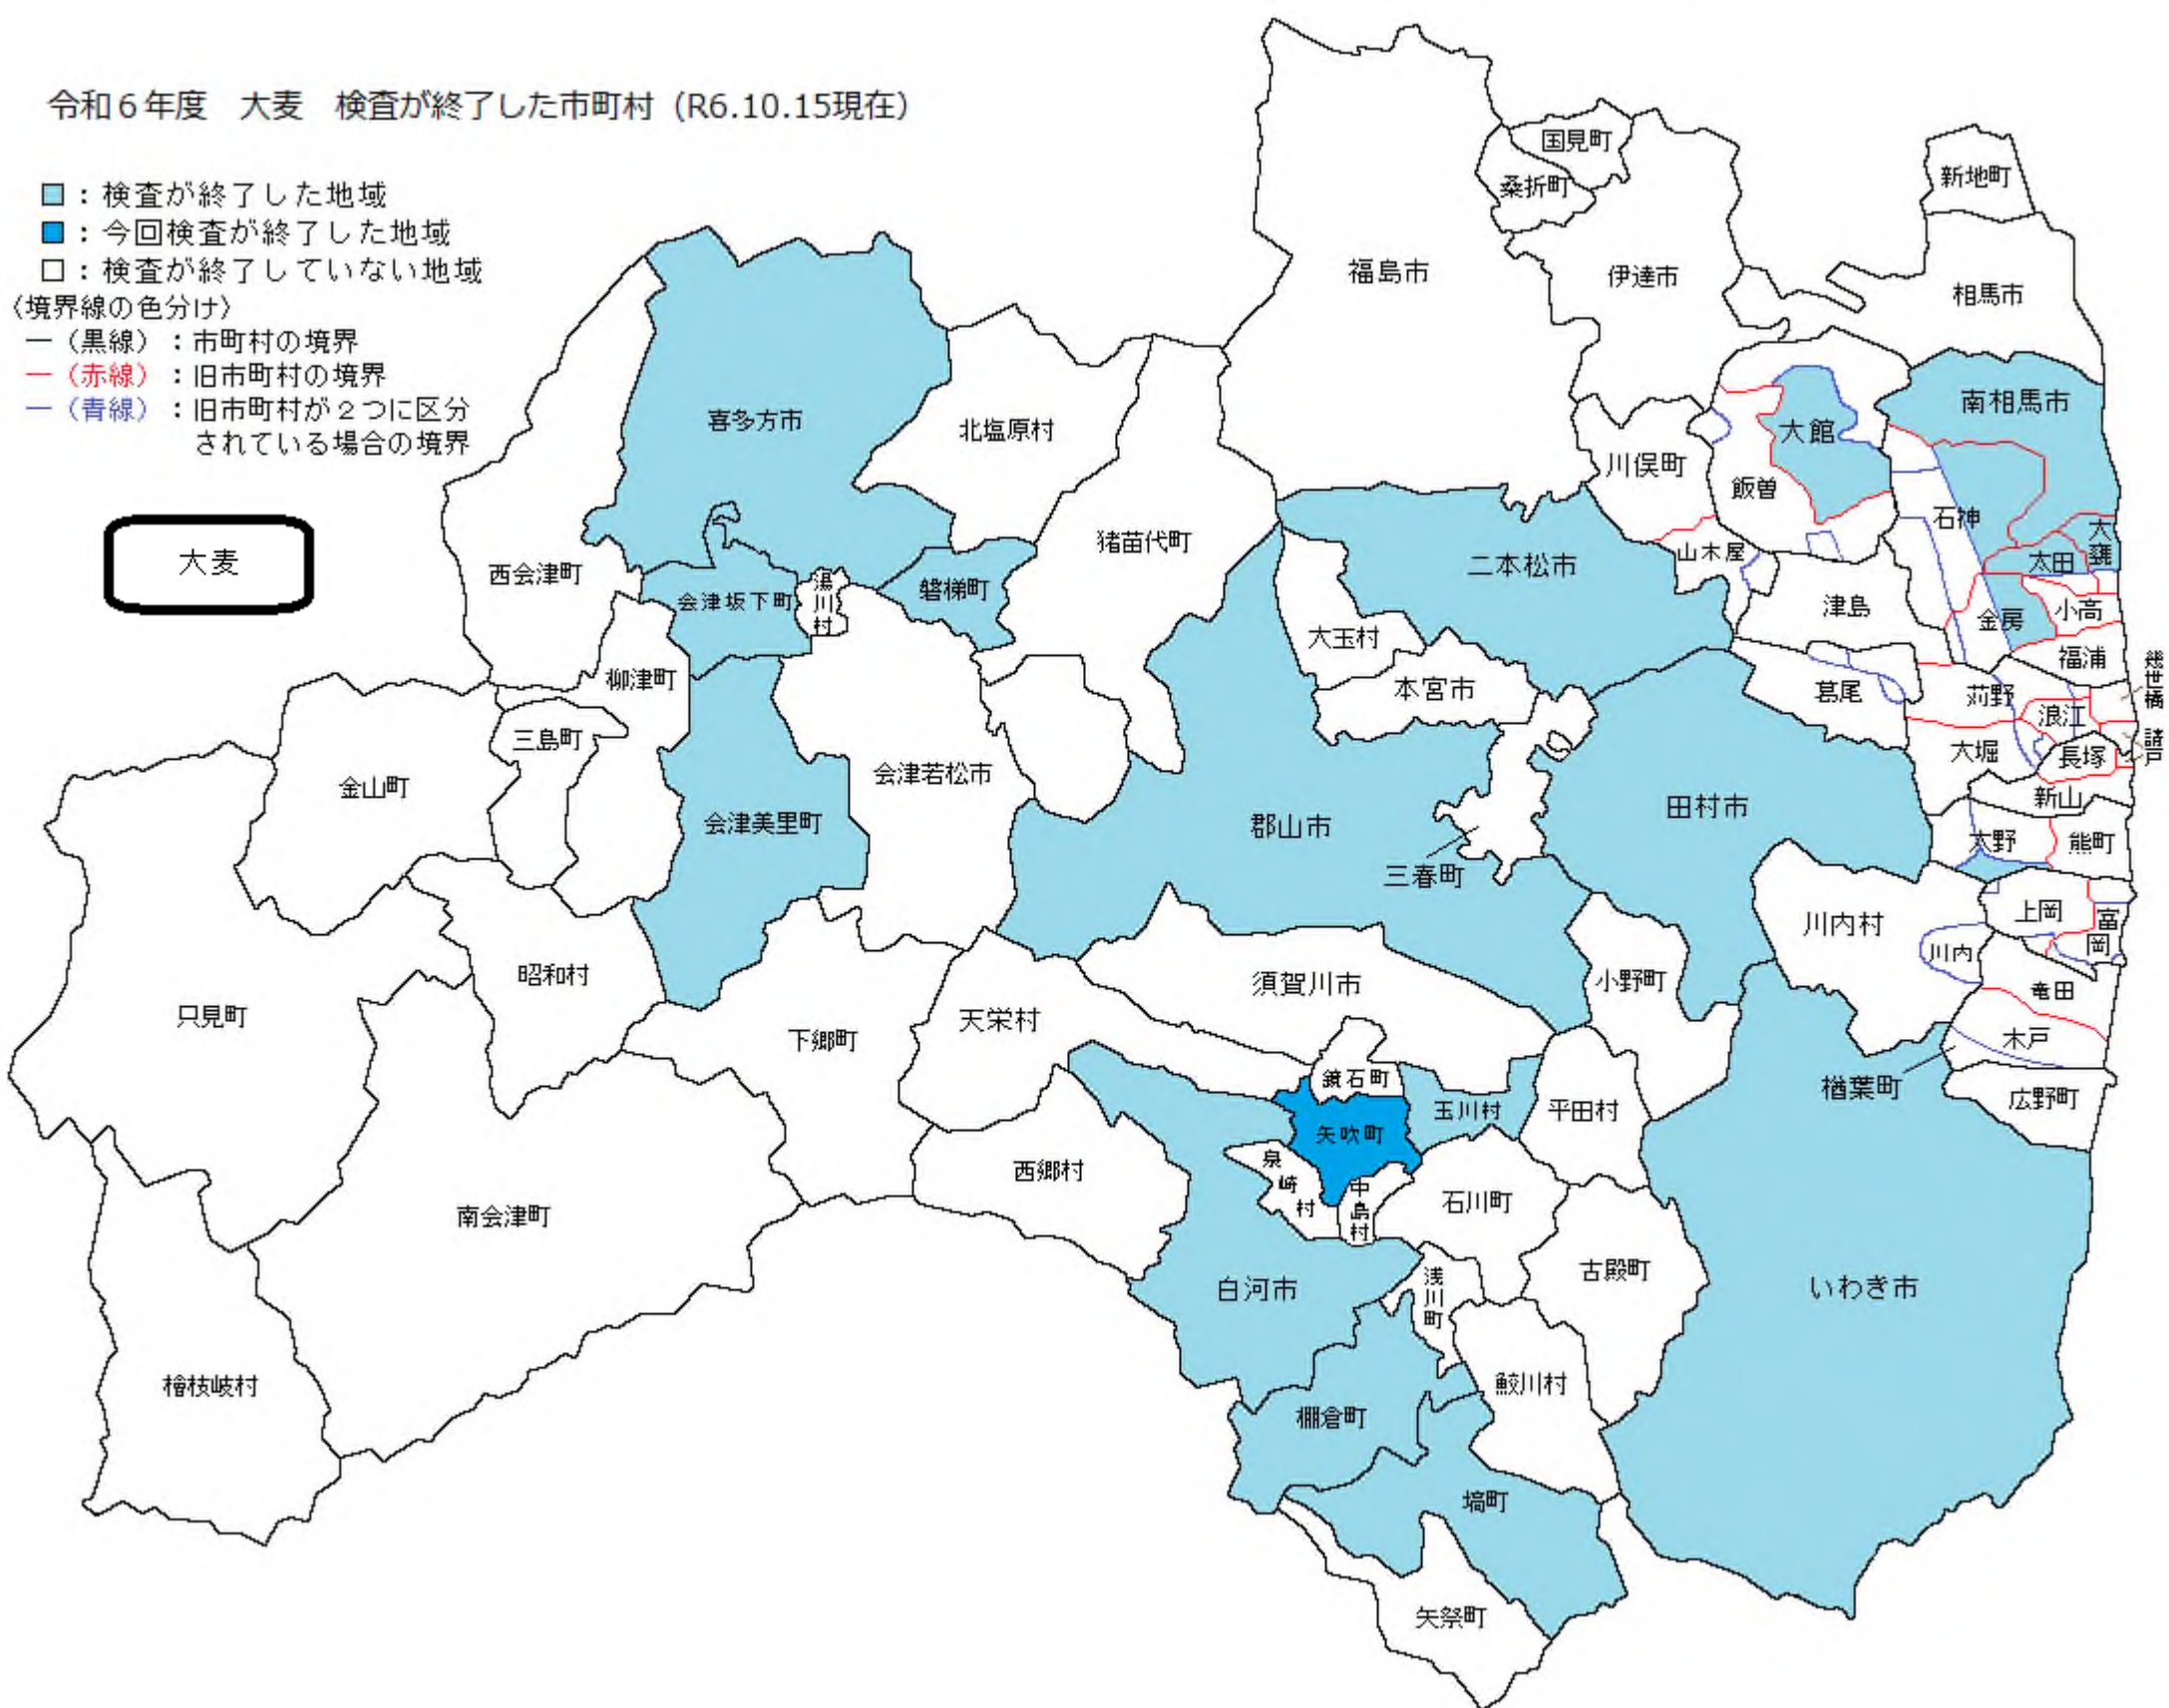 令和６年度　大麦　検査が終了した市町村（R6.10.15現在）
□：検査が終了した地域
■：今回検査が終了した地域
□：検査が終了していない地域
〈境界線の色分け〉
―（黒線）：市町村の境界
―（赤線）：旧市町村の境界
―（青線）：旧市町村が２つに区分
されている場合の境界
大麦
国見町
桑折町
新地町
福島市
伊達市
相馬市
南相馬市
喜多方市
北塩原村
大館
川俣町
飯曽
石神
猪苗代町
大甕
西会津町
二本松市
山木屋
太田
会津坂下町
湯川村
磐梯町
津島
小高
金房
大玉村
福浦
幾世橋
柳津町
本宮市
葛尾
苅野
浪江
三島町
請戸
大堀
長塚
金山町
会津若松市
新山
会津美里町
郡山市
田村市
大野
熊町
三春町
上岡
富岡
川内村
川内
昭和村
須賀川市
小野町
竜田
只見町
天栄村
下郷町
木戸
鏡石町
楢葉町
広野町
玉川村
平田村
矢吹町
西郷村
泉崎村
中島村
石川町
南会津町
古殿町
白河市
浅川町
いわき市
檜枝岐村
鮫川村
棚倉町
塙町
矢祭町